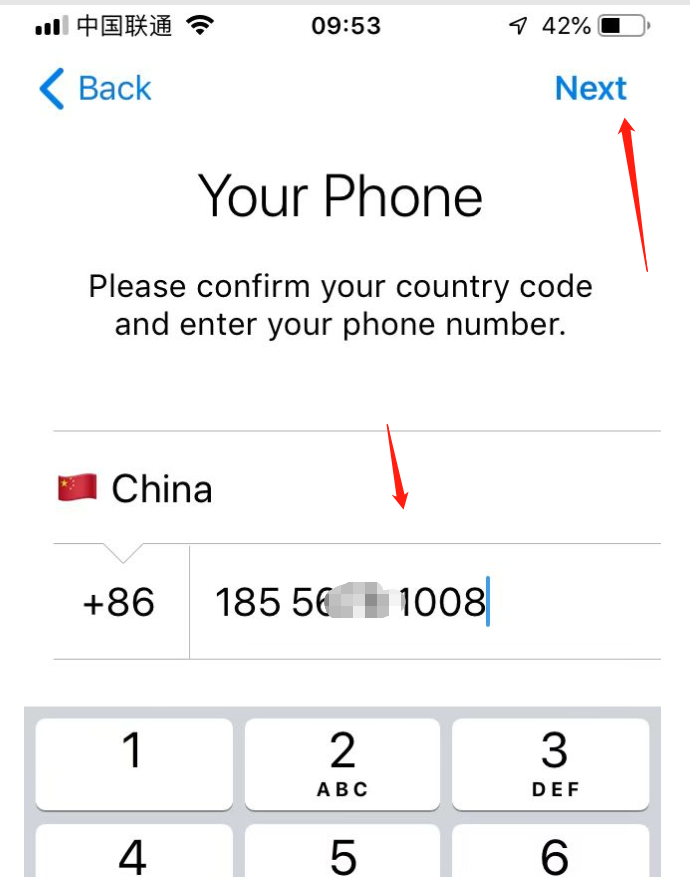 中国联通 09:53 42%
Back Next
Your Phone
Please confirm your country code
and enter your phone number.
China
+86 185 56 1008
1 2 3
ABC DEF
4 5 6